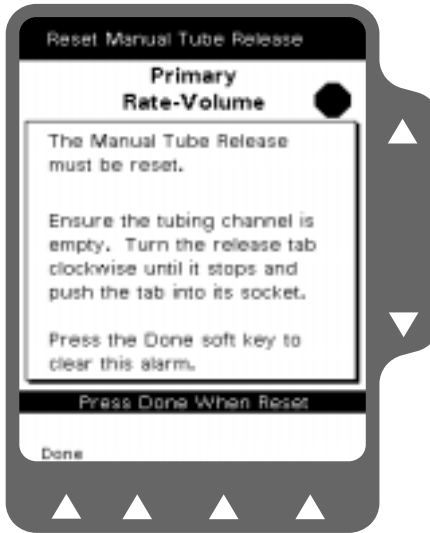 Reset Manual Tube Release
Primary
Rate-Volume
The Manual Tube Release
must be reset.
Ensure the tubing channel is
empty. Turn the release tab
clockwise until it stops and
push the tab into its socket.
Press the Done soft key to
clear this alarm.
Press Done When Reset
Done